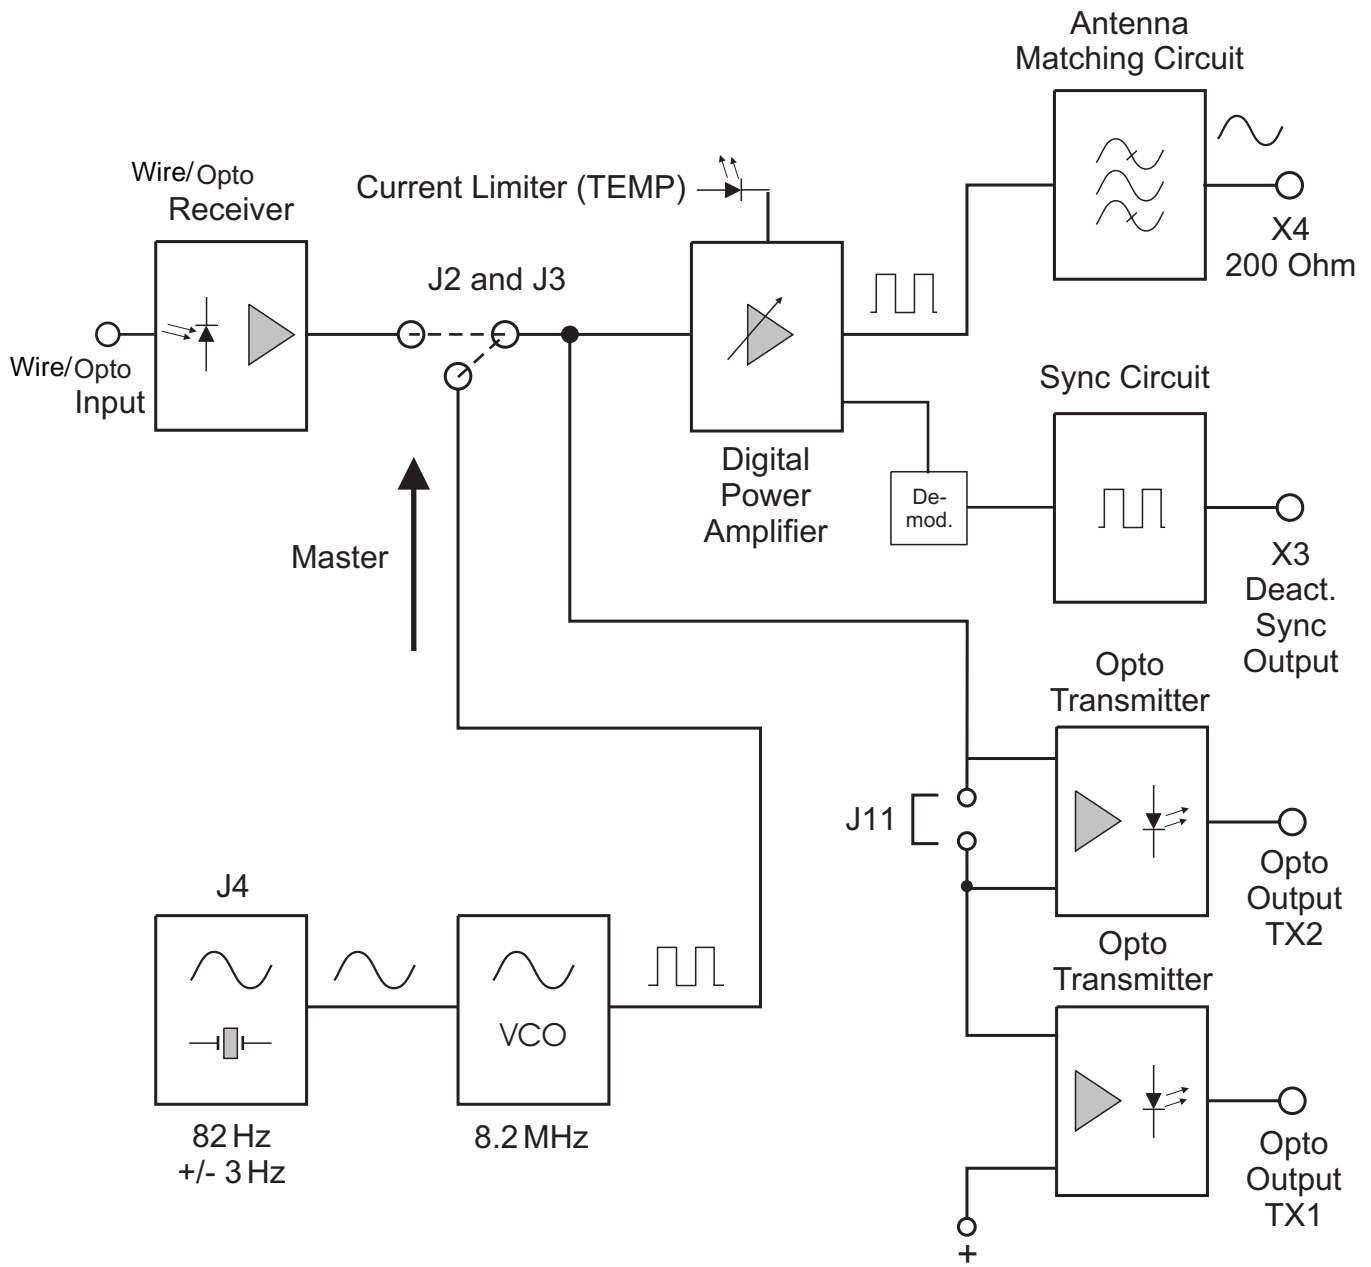 Antenna
Matching Circuit
X4
200 Ohm
Wire/Opto
Receiver
Current Limiter (TEMP)
J2 and J3
Wire/Opto
Input
Digital
Power
Amplifier
Sync Circuit
De-
mod.
X3
Deact.
Sync
Output
Master
Opto
Transmitter
J11
Opto
Output
TX2
J4
VCO
82 Hz
+/- 3 Hz
8.2 MHz
Opto
Transmitter
Opto
Output
TX1
+